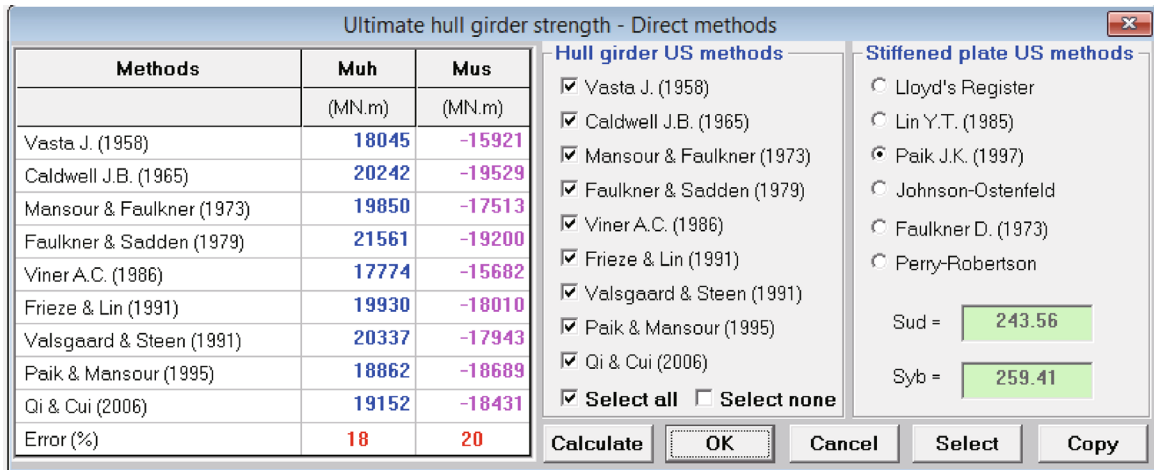 Ultimate hull girder strength - Direct methods
Methods Muh Mus
(MN.m) (MN.m)
Vasta J. (1958) 18045 -15921
Caldwell J.B. (1965) 20242 -19529
Mansour & Faulkner (1973) 19850 -17513
Faulkner & Sadden (1979) 21561 -19200
Viner A.C. (1986) 17774 -15682
Frieze & Lin (1991) 19930 -18010
Valsgaard & Steen (1991) 20337 -17943
Paik & Mansour (1995) 18862 -18689
Qi & Cui (2006) 19152 -18431
Error (%) 18 20
Hull girder US methods
Vasta J. (1958)
Caldwell J.B. (1965)
Mansour & Faulkner (1973)
Faulkner & Sadden (1979)
Viner A.C. (1986)
Frieze & Lin (1991)
Valsgaard & Steen (1991)
Paik & Mansour (1995)
Qi & Cui (2006)
Select all Select none
Stiffened plate US methods
Lloyd's Register
Lin Y.T. (1985)
Paik J.K. (1997)
Johnson-Ostenfeld
Faulkner D. (1973)
Perry-Robertson
Sud = 243.56
Syb = 259.41
Calculate OK Cancel Select Copy